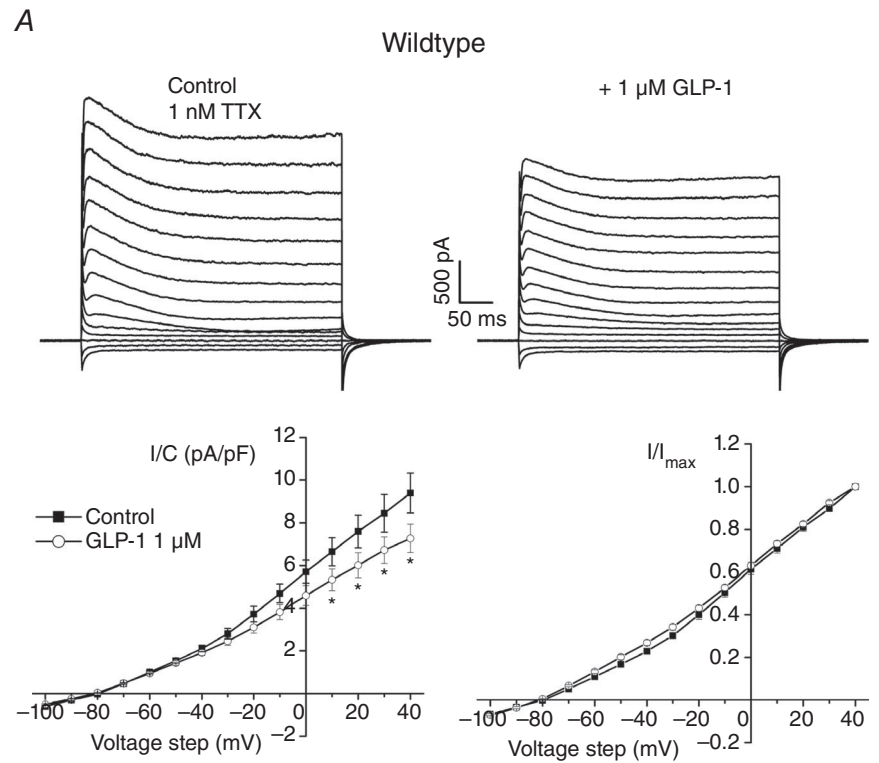 A
Wildtype
Control
1 nM TTX
+ 1 µM GLP-1
500 pA
50 ms
I/C (pA/pF)
12
10
8
6
4
2
−2
Control
GLP-1 1 µM
* * * *
−100 −80 −60 −40 −20 0 20 40
Voltage step (mV)
I/Imax
1.2
1.0
0.8
0.6
0.4
0.2
−0.2
−100 −80 −60 −40 −20 0 20 40
Voltage step (mV)